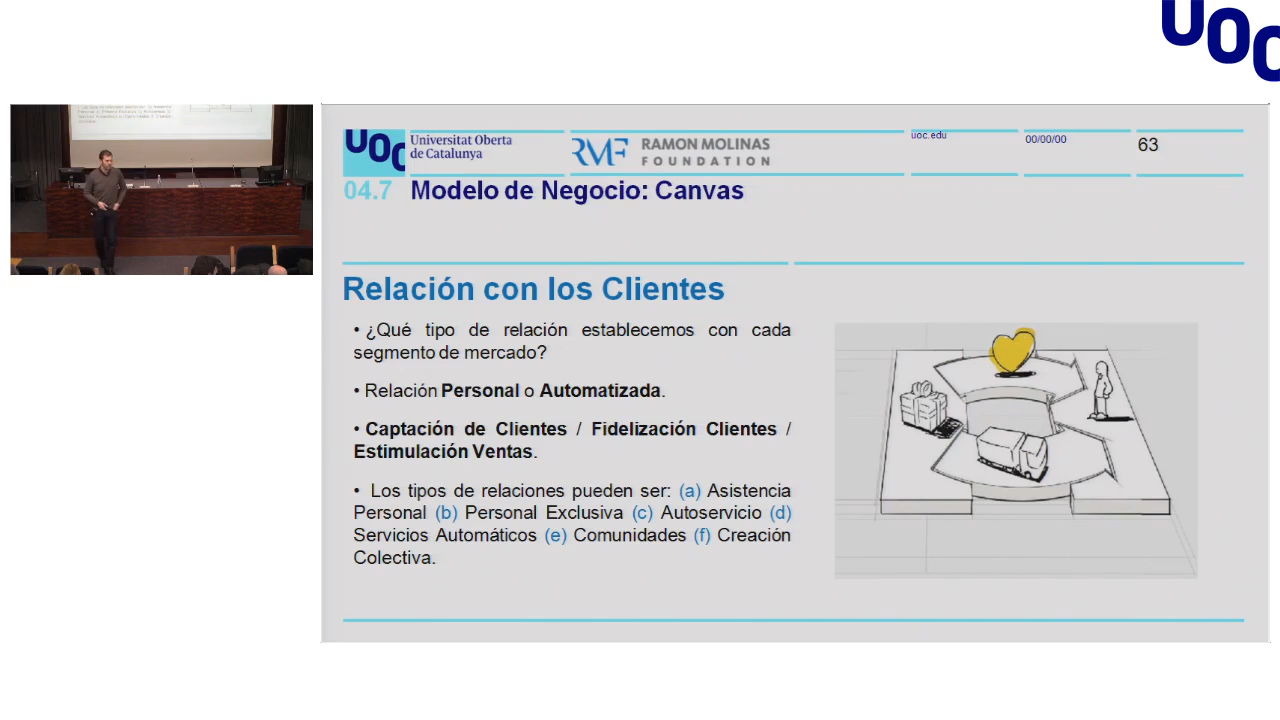 UOC
UOC
Universitat Oberta
de Catalunya
RMF
RAMON MOLINAS
FOUNDATION
uoc.edu
00/00/00
63
04.7 Modelo de Negocio: Canvas
Relación con los Clientes
• ¿Qué tipo de relación establecemos con cada
segmento de mercado?
• Relación Personal o Automatizada.
• Captación de Clientes / Fidelización Clientes /
Estimulación Ventas.
• Los tipos de relaciones pueden ser: (a) Asistencia
Personal (b) Personal Exclusiva (c) Autoservicio (d)
Servicios Automáticos (e) Comunidades (f) Creación
Colectiva.